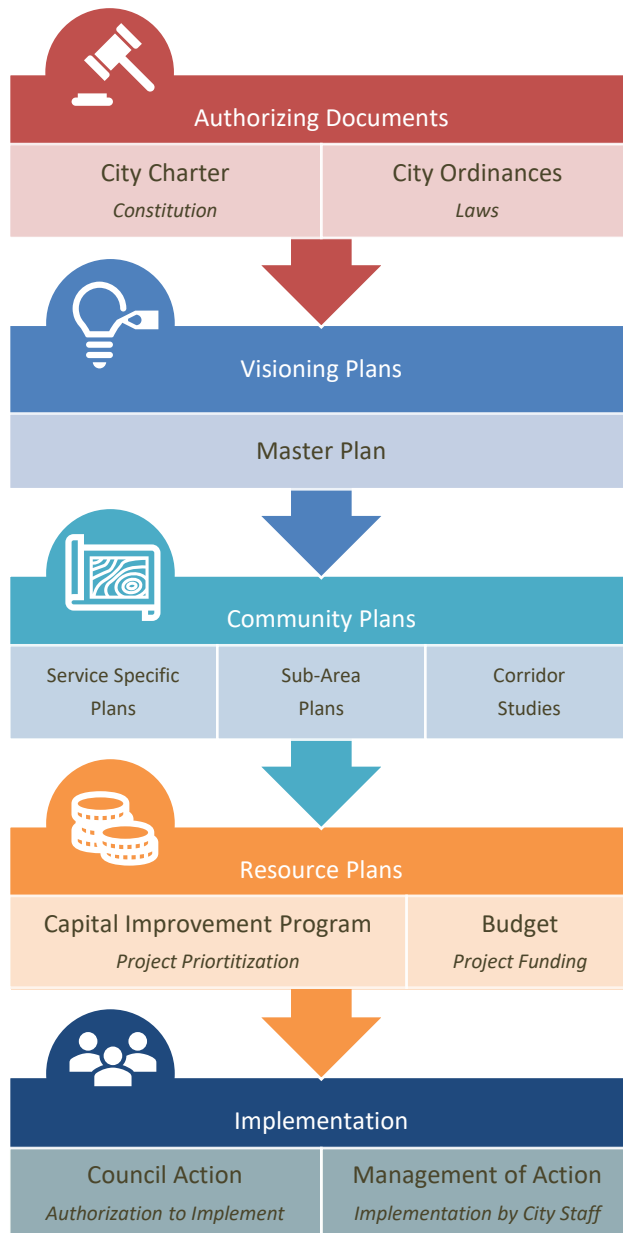 Authorizing Documents
City Charter
Constitution
City Ordinances
Laws
Visioning Plans
Master Plan
Community Plans
Service Specific
Plans
Sub-Area
Plans
Corridor
Studies
Resource Plans
Capital Improvement Program
Project Priortitization
Budget
Project Funding
Implementation
Council Action
Authorization to Implement
Management of Action
Implementation by City Staff